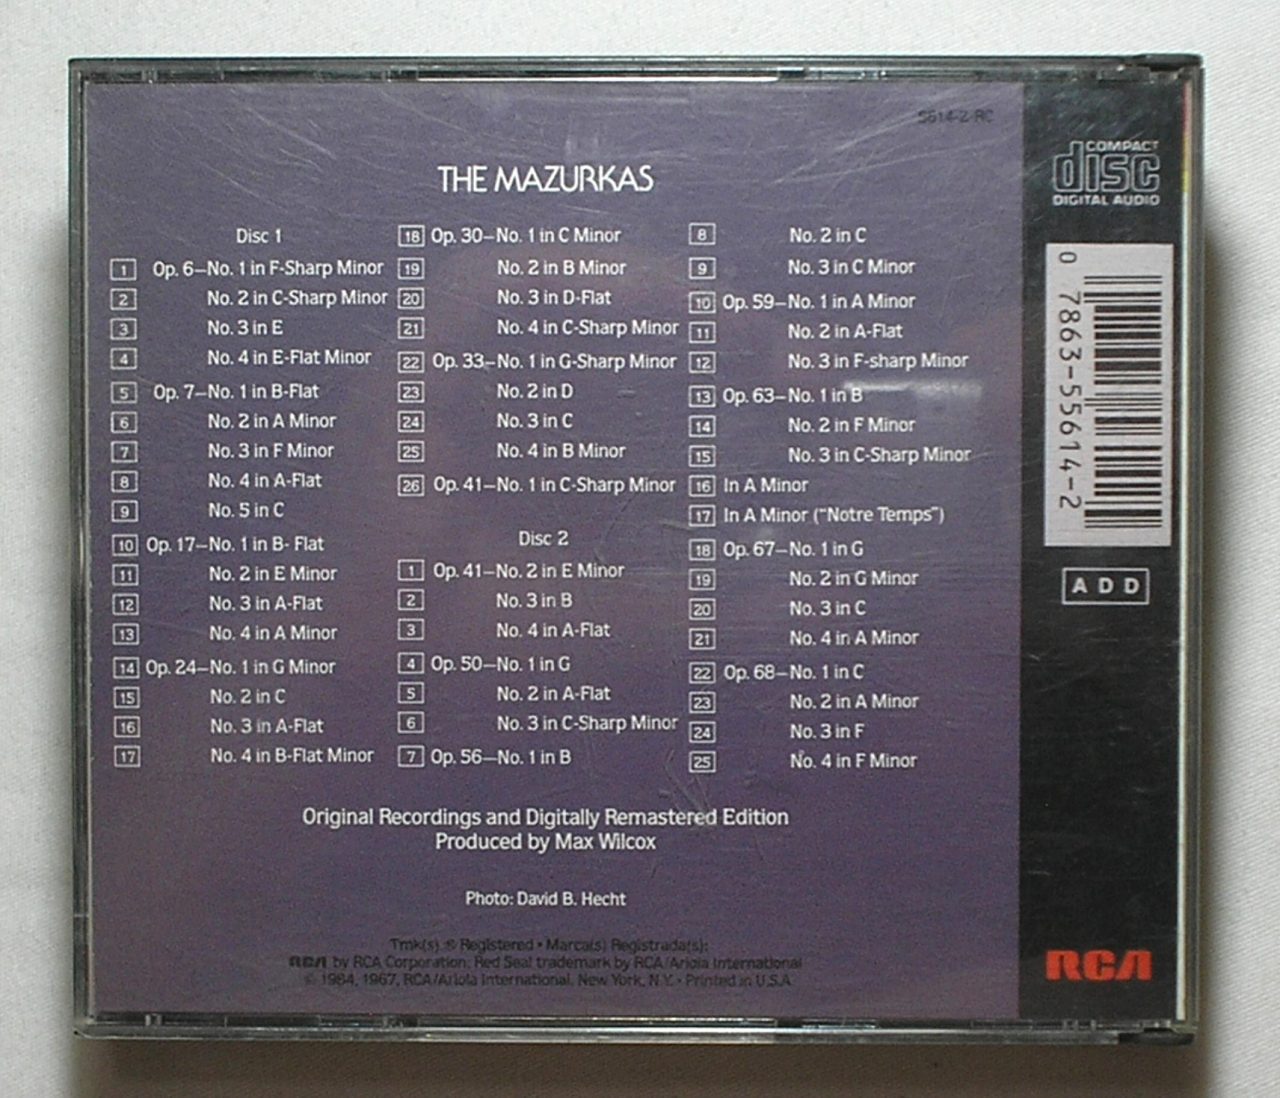 5614-2-RC
THE MAZURKAS
Disc 1
1 Op. 6–No. 1 in F-Sharp Minor
2 No. 2 in C-Sharp Minor
3 No. 3 in E
4 No. 4 in E-Flat Minor
5 Op. 7–No. 1 in B-Flat
6 No. 2 in A Minor
7 No. 3 in F Minor
8 No. 4 in A-Flat
9 No. 5 in C
10 Op. 17–No. 1 in B- Flat
11 No. 2 in E Minor
12 No. 3 in A-Flat
13 No. 4 in A Minor
14 Op. 24–No. 1 in G Minor
15 No. 2 in C
16 No. 3 in A-Flat
17 No. 4 in B-Flat Minor
18 Op. 30–No. 1 in C Minor
19 No. 2 in B Minor
20 No. 3 in D-Flat
21 No. 4 in C-Sharp Minor
22 Op. 33–No. 1 in G-Sharp Minor
23 No. 2 in D
24 No. 3 in C
25 No. 4 in B Minor
26 Op. 41–No. 1 in C-Sharp Minor
Disc 2
1 Op. 41–No. 2 in E Minor
2 No. 3 in B
3 No. 4 in A-Flat
4 Op. 50–No. 1 in G
5 No. 2 in A-Flat
6 No. 3 in C-Sharp Minor
7 Op. 56–No. 1 in B
8 No. 2 in C
9 No. 3 in C Minor
10 Op. 59–No. 1 in A Minor
11 No. 2 in A-Flat
12 No. 3 in F-sharp Minor
13 Op. 63–No. 1 in B
14 No. 2 in F Minor
15 No. 3 in C-Sharp Minor
16 In A Minor
17 In A Minor ("Notre Temps")
18 Op. 67–No. 1 in G
19 No. 2 in G Minor
20 No. 3 in C
21 No. 4 in A Minor
22 Op. 68–No. 1 in C
23 No. 2 in A Minor
24 No. 3 in F
25 No. 4 in F Minor
Original Recordings and Digitally Remastered Edition
Produced by Max Wilcox
Photo: David B. Hecht
Tmk(s) ® Registered • Marca(s) Registrada(s):
RCA by RCA Corporation; Red Seal trademark by RCA/Ariola International
© 1984, 1967, RCA/Ariola International, New York, N.Y. • Printed in U.S.A.
COMPACT
disc
DIGITAL AUDIO
0 7863-55614-2
ADD
RCA